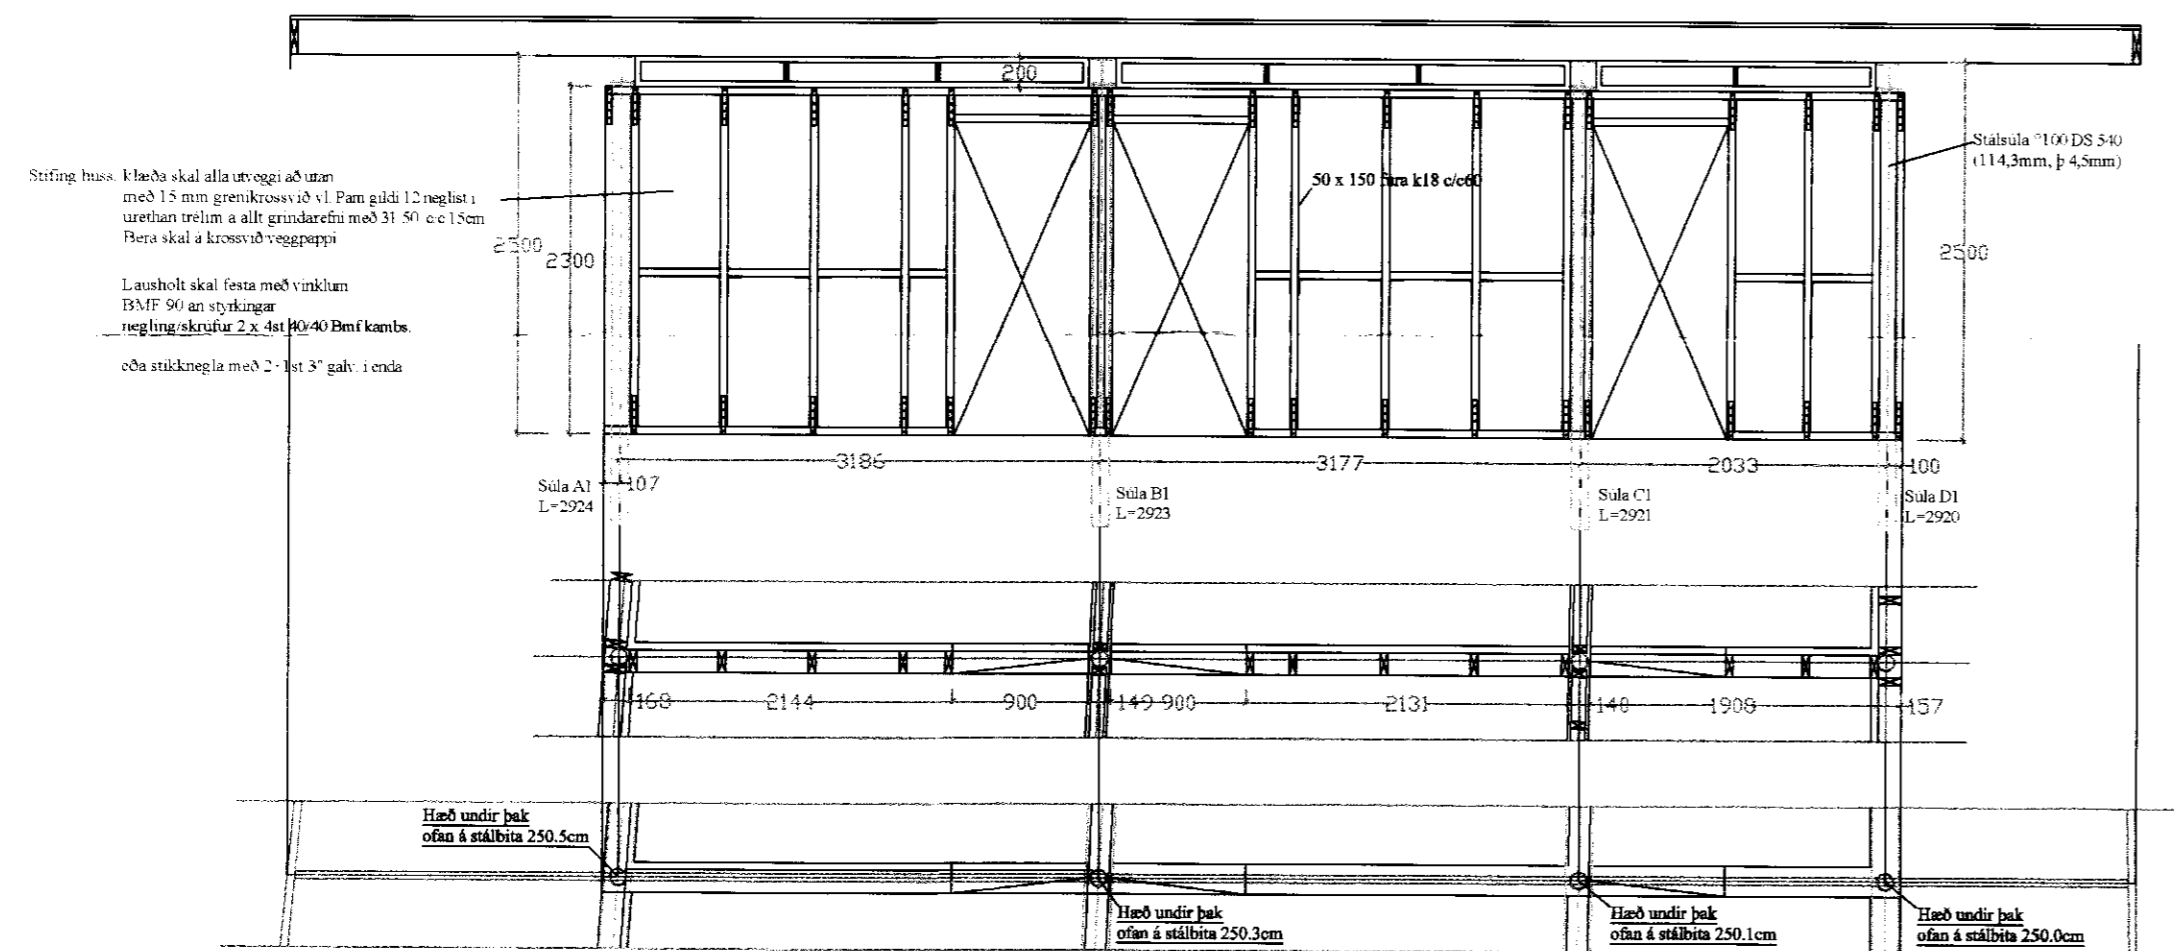 200
Stálsúla °100 DS 540
(114,3mm, þ 4,5mm)
Stifing huss. klæða skal alla utveggi að utan
með 15 mm grenikrossvið vl. Pam gildi 12 neglist i
urethan trélim a allt grindarefni með 31 50 c/c 15cm
Bera skal á krossvið veggpappi
50 x 150 fura k18 c/c60
2500
2300
2500
Lausholt skal festa með vinklum
BMF 90 an styrkingar
negling/skrúfur 2 x 4st 40/40 Bmf kambs.
eða stikknegla með 2+1st 3" galv. i enda
3186
3177
2033
100
107
Súla A1
L=2924
Súla B1
L=2923
Súla C1
L=2921
Súla D1
L=2920
168
2144
900
149
900
2131
148
1908
157
Hæð undir þak
ofan á stálbita 250.5cm
Hæð undir þak
ofan á stálbita 250.3cm
Hæð undir þak
ofan á stálbita 250.1cm
Hæð undir þak
ofan á stálbita 250.0cm